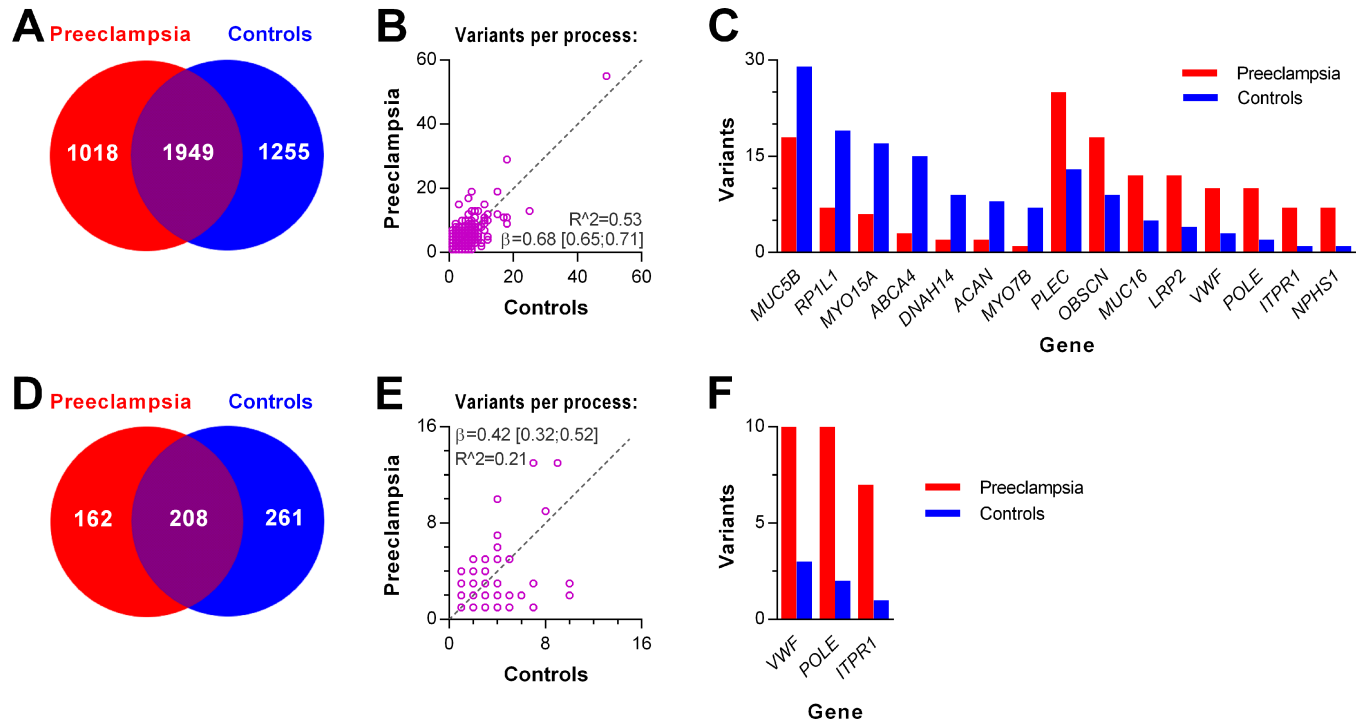 A
Preeclampsia
Controls
1018
1949
1255
B
Variants per process:
Preeclampsia
60
40
20
0
R^2=0.53
β=0.68 [0.65;0.71]
0
20
40
60
Controls
C
Variants
30
15
0
Preeclampsia
Controls
MUC5B
RP1L1
MYO15A
ABCA4
DNAH14
ACAN
MYO7B
PLEC
OBSCN
MUC16
LRP2
VWF
POLE
ITPR1
NPHS1
Gene
D
Preeclampsia
Controls
162
208
261
E
Variants per process:
Preeclampsia
16
8
0
β=0.42 [0.32;0.52]
R^2=0.21
0
8
16
Controls
F
Variants
10
5
0
Preeclampsia
Controls
VWF
POLE
ITPR1
Gene